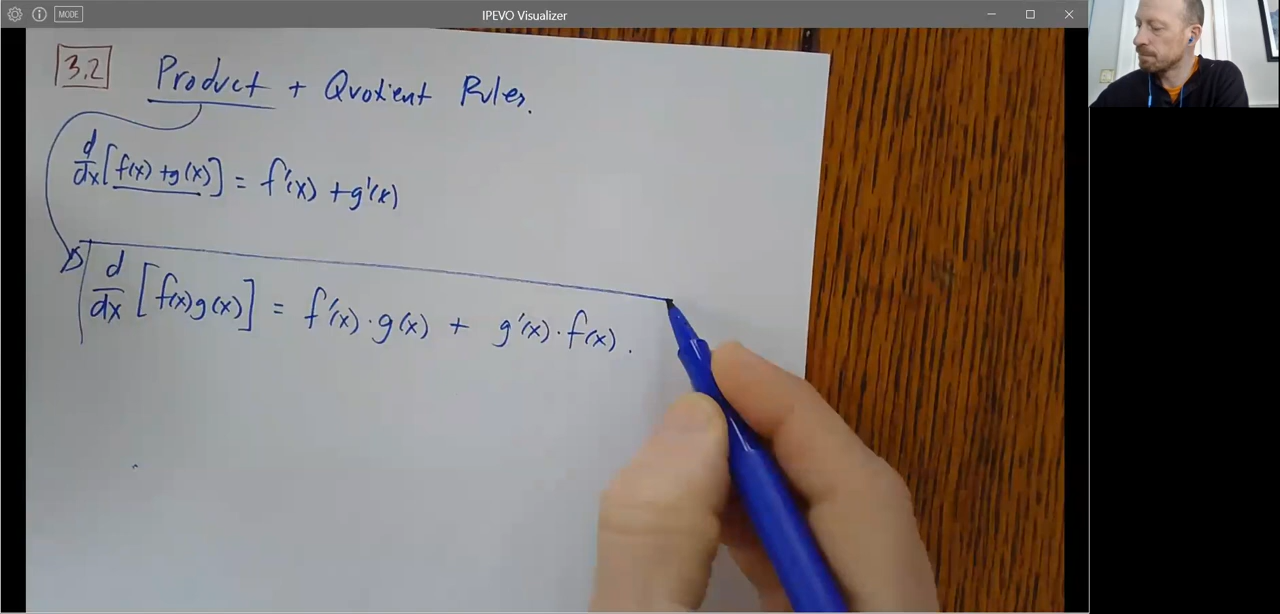 MODE
IPEVO Visualizer
3.2 Product + Quotient Rules.
d/dx [f(x) + g(x)] = f'(x) + g'(x)
d/dx [f(x)g(x)] = f'(x) · g(x) + g'(x) · f(x).